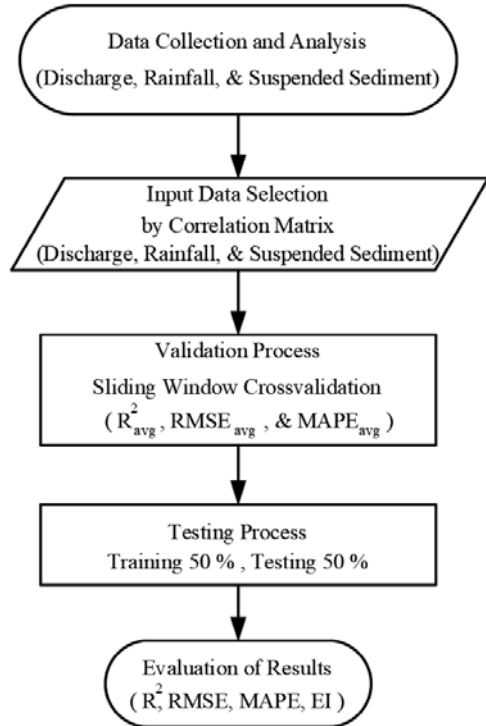 Data Collection and Analysis
(Discharge, Rainfall, & Suspended Sediment)
Input Data Selection
by Correlation Matrix
(Discharge, Rainfall, & Suspended Sediment)
Validation Process
Sliding Window Crossvalidation
( R²avg , RMSE avg , & MAPEavg )
Testing Process
Training 50 % , Testing 50 %
Evaluation of Results
( R², RMSE, MAPE, EI )